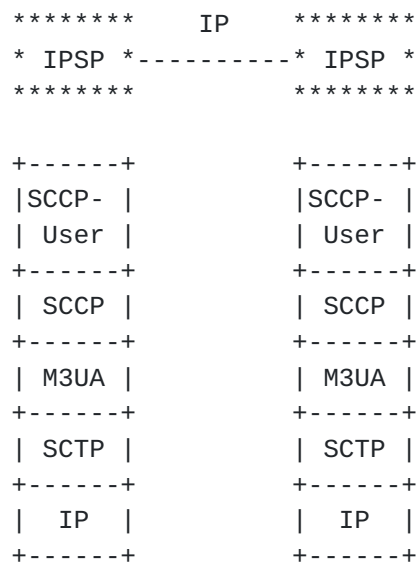 ********    IP    ********
* IPSP *----------* IPSP *
********          ********

+------+          +------+
|SCCP- |          |SCCP- |
| User |          | User |
+------+          +------+
| SCCP |          | SCCP |
+------+          +------+
| M3UA |          | M3UA |
+------+          +------+
| SCTP |          | SCTP |
+------+          +------+
|  IP  |          |  IP  |
+------+          +------+